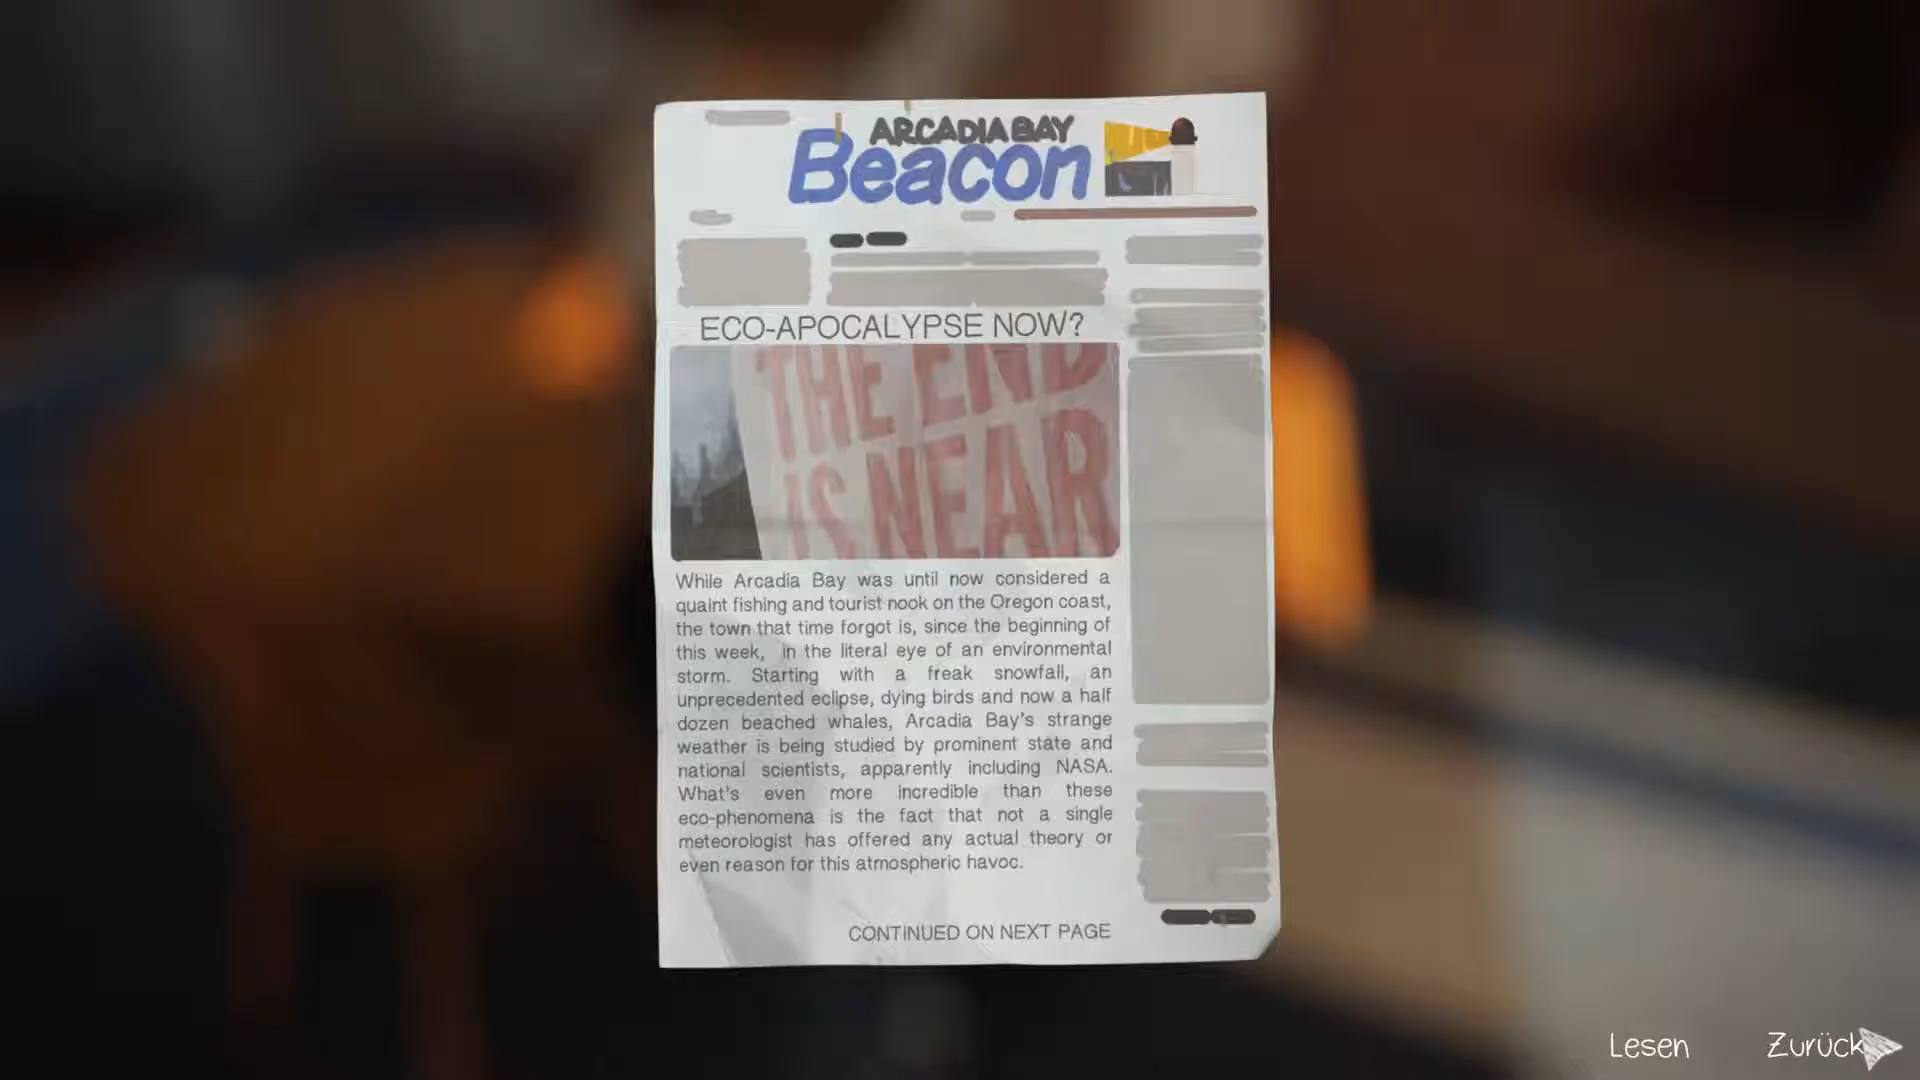 ARCADIA BAY
Beacon
ECO-APOCALYPSE NOW?
THE END
IS NEAR
While Arcadia Bay was until now considered a
quaint fishing and tourist nook on the Oregon coast,
the town that time forgot is, since the beginning of
this week, in the literal eye of an environmental
storm. Starting with a freak snowfall, an
unprecedented eclipse, dying birds and now a half
dozen beached whales, Arcadia Bay's strange
weather is being studied by prominent state and
national scientists, apparently including NASA.
What's even more incredible than these
eco-phenomena is the fact that not a single
meteorologist has offered any actual theory or
even reason for this atmospheric havoc.
CONTINUED ON NEXT PAGE
Lesen Zurück